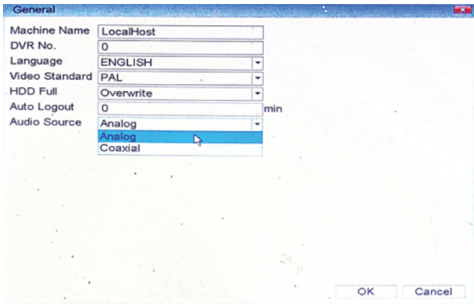 General
Machine Name LocalHost
DVR No. 0
Language ENGLISH
Video Standard PAL
HDD Full Overwrite
Auto Logout 0 min
Audio Source Analog
Analog
Coaxial
OK Cancel